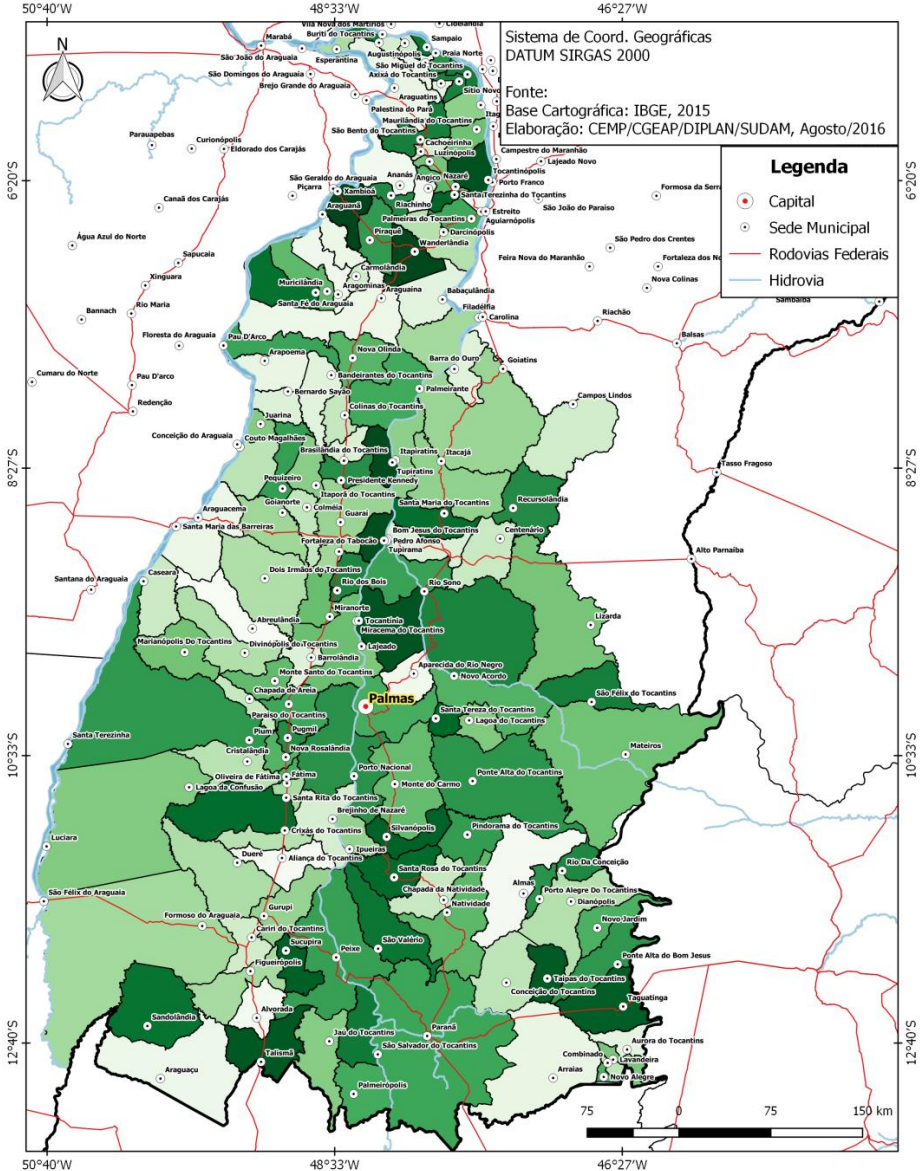 50°40'W 48°33'W 46°27'W
N
Sistema de Coord. Geográficas
DATUM SIRGAS 2000
Fonte:
Base Cartográfica: IBGE, 2015
Elaboração: CEMP/CGEAP/DIPLAN/SUDAM, Agosto/2016
Legenda
Capital
Sede Municipal
Rodovias Federais
Hidrovia
Vila Nova dos Martírios
Cidelândia
Marabá
Buriti do Tocantins
Sampaio
São João do Araguaia
Esperantina
Augustinópolis
Praia Norte
São Miguel do Tocantins
São Domingos do Araguaia
Axixá do Tocantins
Sítio Novo
Brejo Grande do Araguaia
Araguatins
Palestina do Pará
Maurilândia do Tocantins
Parauapebas
Curionópolis
São Bento do Tocantins
Eldorado dos Carajás
Cachoeirinha
Luzinópolis
Campestre do Maranhão
Lajeado Novo
6°20'S
6°20'S
São Geraldo do Araguaia
Ananás
Angico
Nazaré
Tocantinópolis
Porto Franco
Piçarra
Xambioá
Riachinho
Santa Terezinha do Tocantins
Formosa da Serra
Canaã dos Carajás
Araguanã
São João do Paraíso
Estreito
Palmeiras do Tocantins
Aguiarnópolis
Piraquê
Darcinópolis
Água Azul do Norte
Wanderlândia
São Pedro dos Crentes
Sapucaia
Feira Nova do Maranhão
Carmolândia
Xinguara
Muricilândia
Aragominas
Nova Colinas
Santa Fé do Araguaia
Araguaína
Babaçulândia
Sambaíba
Bannach
Rio Maria
Filadélfia
Carolina
Riachão
Floresta do Araguaia
Pau D'Arco
Balsas
Arapoema
Nova Olinda
Barra do Ouro
Goiatins
Cumaru do Norte
Pau D'arco
Bandeirantes do Tocantins
Bernardo Sayão
Palmeirante
Redenção
Colinas do Tocantins
Campos Lindos
Juarina
Conceição do Araguaia
Couto Magalhães
Brasilândia do Tocantins
Itapiratins
Itacajá
8°27'S
8°27'S
Tupiratins
Tasso Fragoso
Pequizeiro
Presidente Kennedy
Itaporã do Tocantins
Goianorte
Colméia
Santa Maria do Tocantins
Recursolândia
Araguacema
Guaraí
Santa Maria das Barreiras
Bom Jesus do Tocantins
Centenário
Fortaleza do Tabocão
Pedro Afonso
Tupirama
Alto Parnaíba
Caseara
Dois Irmãos do Tocantins
Santana do Araguaia
Rio dos Bois
Rio Sono
Miranorte
Abreulândia
Tocantínia
Lizarda
Miracema do Tocantins
Marianópolis Do Tocantins
Divinópolis do Tocantins
Lajeado
Barrolândia
Aparecida do Rio Negro
Monte Santo do Tocantins
Novo Acordo
Chapada de Areia
Palmas
São Félix do Tocantins
Paraíso do Tocantins
Santa Tereza do Tocantins
Lagoa do Tocantins
Santa Terezinha
Pium
Pugmil
Cristalândia
Nova Rosalândia
Mateiros
10°33'S
10°33'S
Oliveira de Fátima
Fátima
Porto Nacional
Lagoa da Confusão
Monte do Carmo
Ponte Alta do Tocantins
Santa Rita do Tocantins
Brejinho de Nazaré
Luciara
Crixás do Tocantins
Silvanópolis
Pindorama do Tocantins
Dueré
Aliança do Tocantins
Ipueiras
Rio Da Conceição
Santa Rosa do Tocantins
São Félix do Araguaia
Chapada da Natividade
Almas
Porto Alegre Do Tocantins
Natividade
Dianópolis
Formoso do Araguaia
Gurupi
Novo Jardim
Cariri do Tocantins
Sucupira
Peixe
São Valério
Figueirópolis
Ponte Alta do Bom Jesus
Taipas do Tocantins
Conceição do Tocantins
Sandolândia
Alvorada
Taguatinga
Jaú do Tocantins
Paranã
12°40'S
12°40'S
São Salvador do Tocantins
Aurora do Tocantins
Talismã
Combinado
Lavandeira
Araguaçu
Palmeirópolis
Arraias
Novo Alegre
75 0 75 150 km
50°40'W 48°33'W 46°27'W